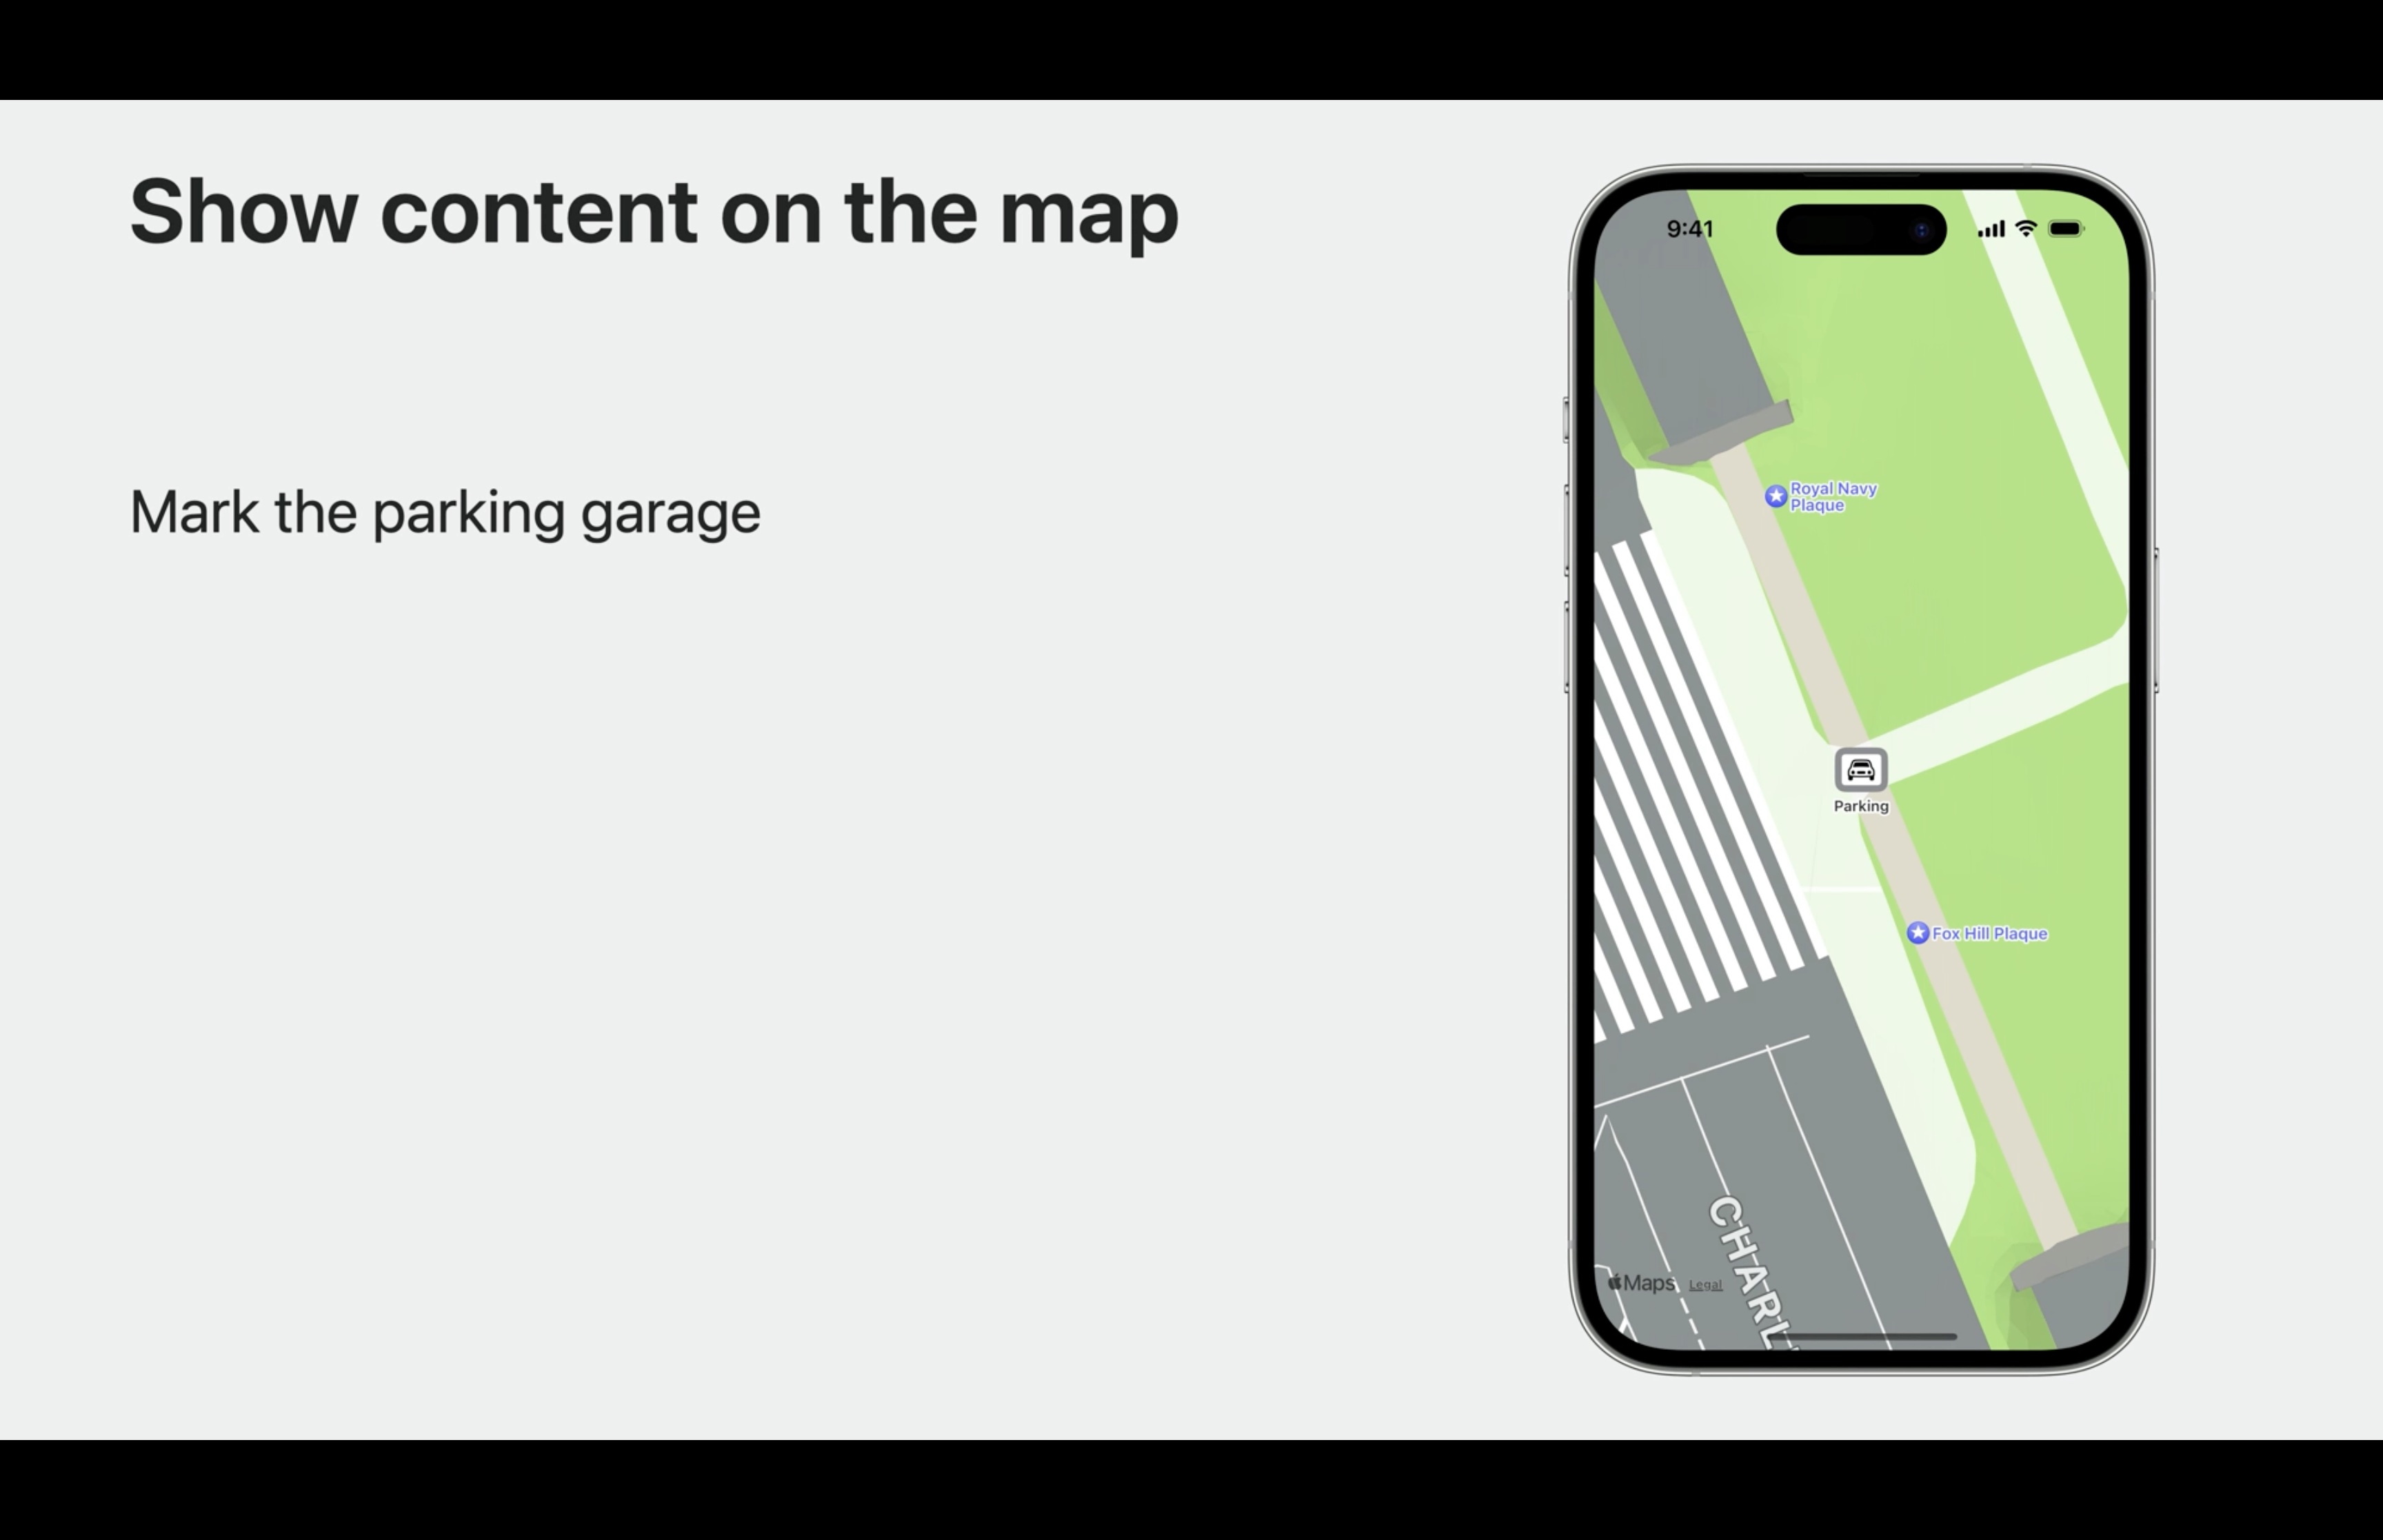 Show content on the map
Mark the parking garage
9:41
Royal Navy
Plaque
Parking
Fox Hill Plaque
CHARL
Maps Legal